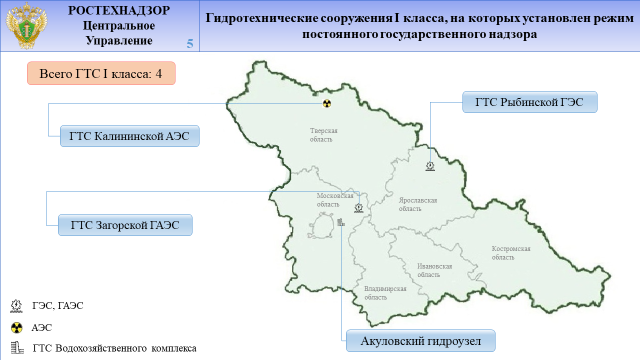 РОСТЕХНАДЗОР
Центральное
Управление
5
Гидротехнические сооружения I класса, на которых установлен режим
постоянного государственного надзора
Всего ГТС I класса: 4
ГТС Рыбинской ГЭС
ГТС Калининской АЭС
Тверская
область
Московская
область
Ярославская
область
ГТС Загорской ГАЭС
Костромская
область
Ивановская
область
Владимирская
область
ГЭС, ГАЭС
АЭС
ГТС Водохозяйственного комплекса
Акуловский гидроузел